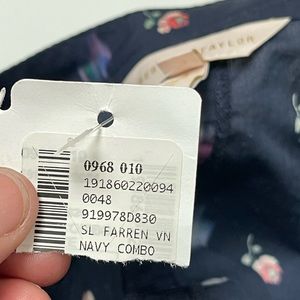 TAYLOR
0968 010
191860220094
0048
919978D830
SL FARREN VN
NAVY COMBO